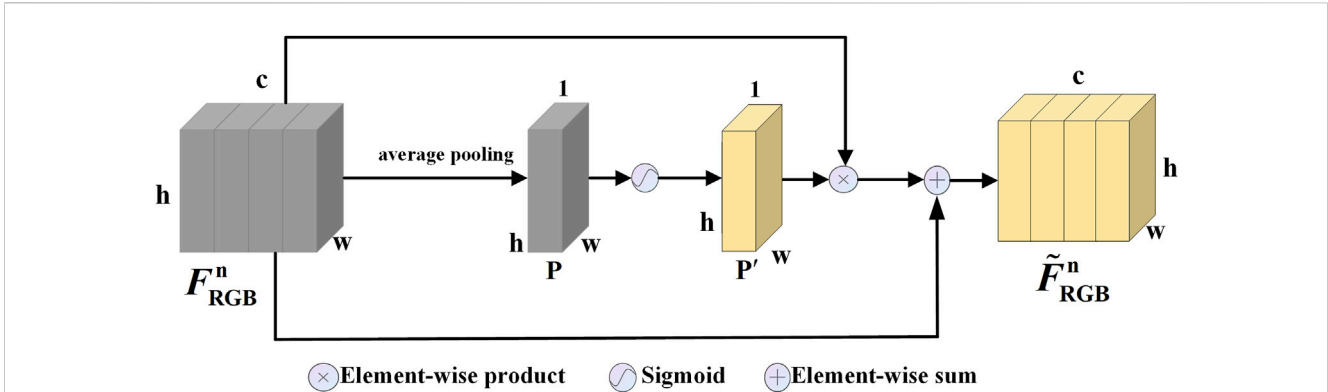 c
h
w
F^n_RGB
average pooling
1
h
w
P
1
h
w
P′
×
+
c
h
w
F̃^n_RGB
× Element-wise product
Sigmoid
+ Element-wise sum